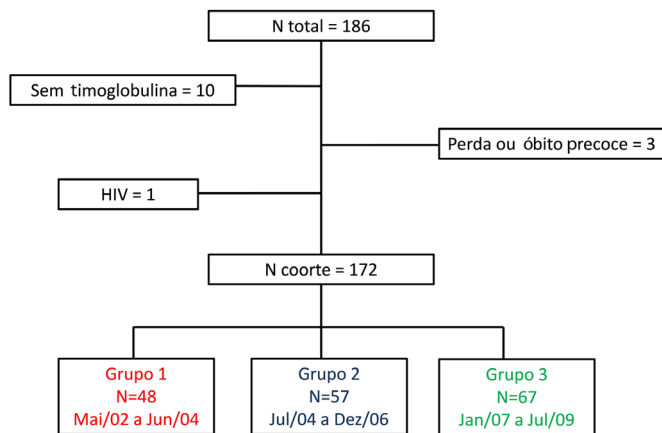 N total = 186
Sem timoglobulina = 10
Perda ou óbito precoce = 3
HIV = 1
N coorte = 172
Grupo 1
N=48
Mai/02 a Jun/04
Grupo 2
N=57
Jul/04 a Dez/06
Grupo 3
N=67
Jan/07 a Jul/09